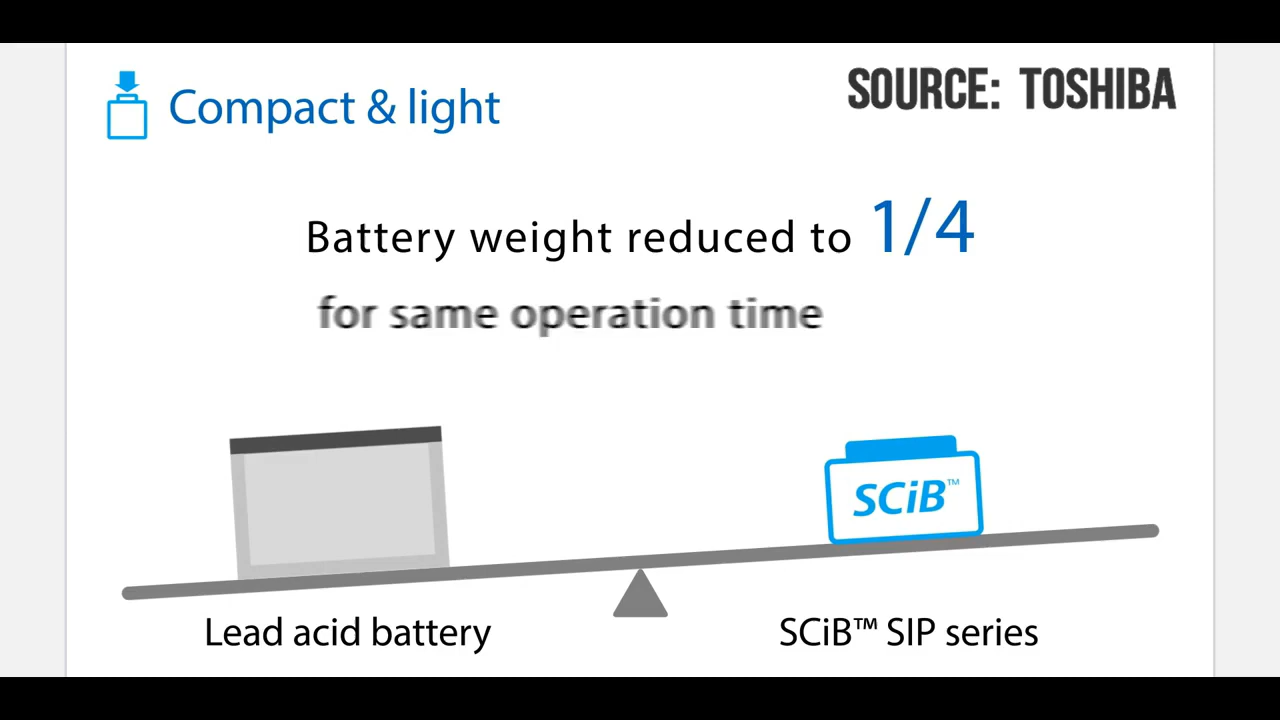 Compact & light
SOURCE: TOSHIBA
Battery weight reduced to 1/4
for same operation time
SCiB™
Lead acid battery
SCiB™ SIP series